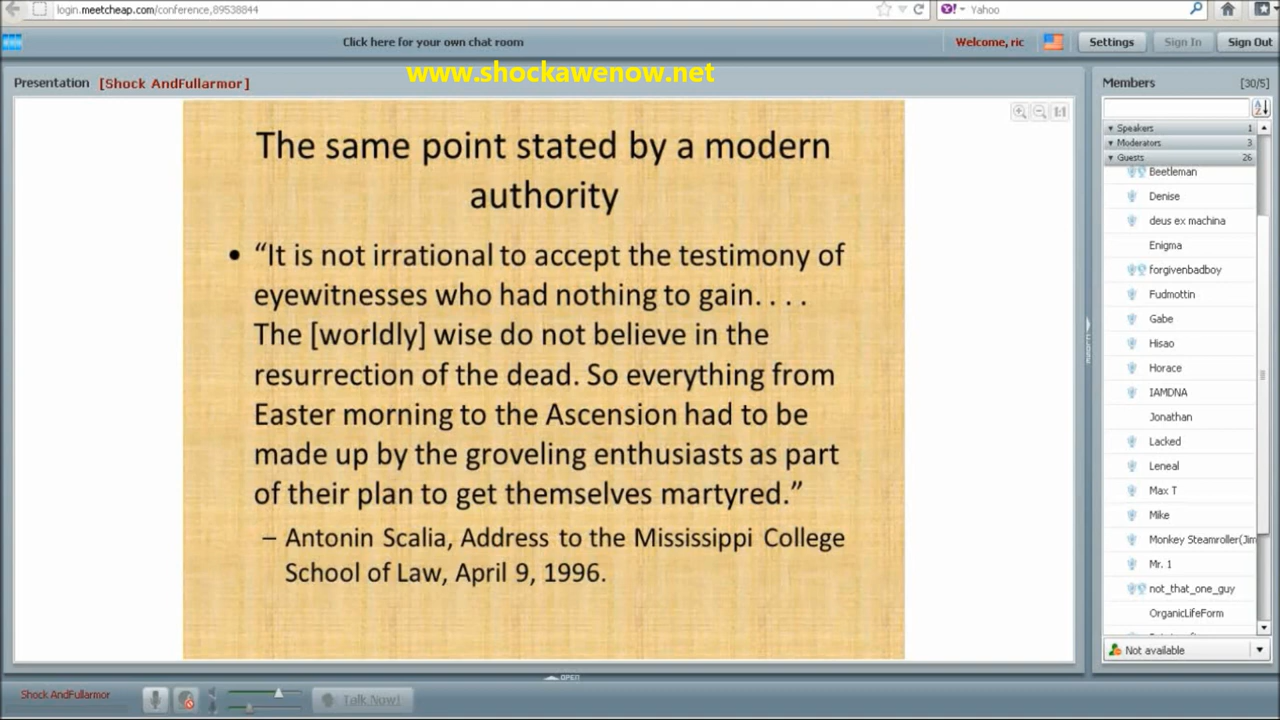 login.meetcheap.com/conference,89538844
Yahoo
Click here for your own chat room
Welcome, ric
Settings
Sign In
Sign Out
www.shockawenow.net
Presentation [Shock AndFullarmor]
The same point stated by a modern
authority
• “It is not irrational to accept the testimony of
eyewitnesses who had nothing to gain. . . .
The [worldly] wise do not believe in the
resurrection of the dead. So everything from
Easter morning to the Ascension had to be
made up by the groveling enthusiasts as part
of their plan to get themselves martyred.”
– Antonin Scalia, Address to the Mississippi College
School of Law, April 9, 1996.
1:1
Members [30/5]
Speakers 1
Moderators 3
Guests 26
Beetleman
Denise
deus ex machina
Enigma
forgivenbadboy
Fudmottin
Gabe
Hisao
Horace
IAMDNA
Jonathan
Lacked
Leneal
Max T
Mike
Monkey Steamroller(Jim
Mr. 1
not_that_one_guy
OrganicLifeForm
Not available
OPEN
Shock AndFullarmor
Talk Now!